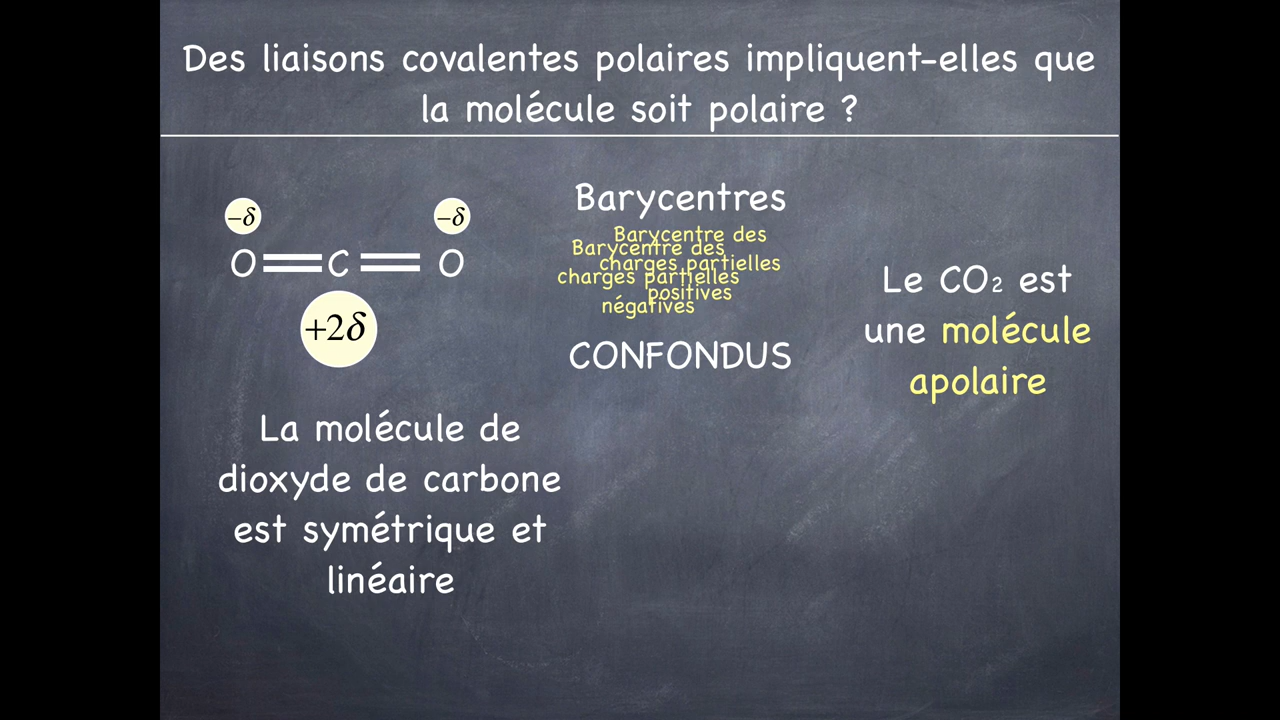 Des liaisons covalentes polaires impliquent-elles que
la molécule soit polaire ?
−δ −δ
O C O
+2δ
La molécule de
dioxyde de carbone
est symétrique et
linéaire
Barycentres
Barycentre des
charges partielles
positives
Barycentre des
charges partielles
négatives
CONFONDUS
Le CO₂ est
une molécule
apolaire